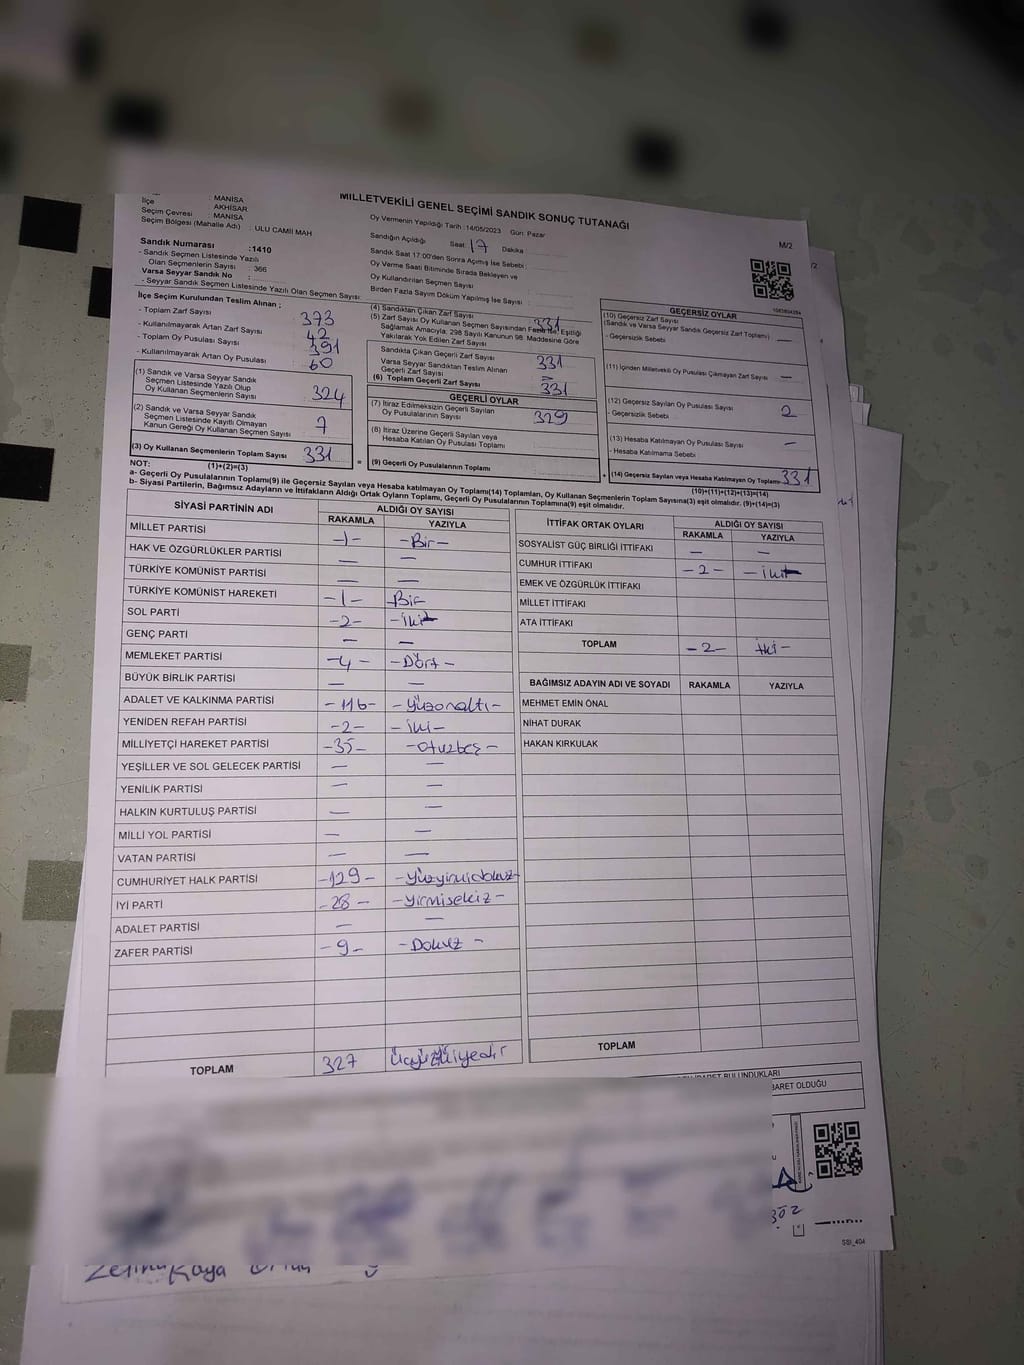 MİLLETVEKİLİ GENEL SEÇİMİ SANDIK SONUÇ TUTANAĞI
MANİSA
İlçe : AKHİSAR
Seçim Çevresi : MANİSA
Seçim Bölgesi (Mahalle Adı) : ULU CAMİİ MAH
Sandık Numarası :1410
- Sandık Seçmen Listesinde Yazılı
Olan Seçmenlerin Sayısı : 366
Varsa Seyyar Sandık No
- Seyyar Sandık Seçmen Listesinde Yazılı Olan Seçmen Sayısı:
Oy Vermenin Yapıldığı Tarih :14/05/2023 Gün: Pazar
Sandığın Açıldığı Saat 17 Dakika
Sandık Saat 17:00'den Sonra Açılmış İse Sebebi :
Oy Verme Saati Bitiminde Sırada Bekleyen ve
Oy Kullandırılan Seçmen Sayısı
Birden Fazla Sayım Döküm Yapılmış İse Sayısı :
M/2
İlçe Seçim Kurulundan Teslim Alınan :
- Toplam Zarf Sayısı 373
- Kullanılmayarak Artan Zarf Sayısı 42
- Toplam Oy Pusulası Sayısı 391
- Kullanılmayarak Artan Oy Pusulası 60
(1) Sandık ve Varsa Seyyar Sandık
Seçmen Listesinde Yazılı Olup
Oy Kullanan Seçmenlerin Sayısı 324
(2) Sandık ve Varsa Seyyar Sandık
Seçmen Listesinde Kayıtlı Olmayan
Kanun Gereği Oy Kullanan Seçmen Sayısı 7
(3) Oy Kullanan Seçmenlerin Toplam Sayısı 331
(1)+(2)=(3)
(4) Sandıktan Çıkan Zarf Sayısı 331
(5) Zarf Sayısı Oy Kullanan Seçmen Sayısından Fazla İse, Eşitliği
Sağlamak Amacıyla; 298 Sayılı Kanunun 98. Maddesine Göre
Yakılarak Yok Edilen Zarf Sayısı
Sandıkta Çıkan Geçerli Zarf Sayısı 331
Varsa Seyyar Sandıktan Teslim Alınan
Geçerli Zarf Sayısı
(6) Toplam Geçerli Zarf Sayısı 331
GEÇERLİ OYLAR
(7) İtiraz Edilmeksizin Geçerli Sayılan
Oy Pusulalarının Sayısı 329
(8) İtiraz Üzerine Geçerli Sayılan veya
Hesaba Katılan Oy Pusulası Toplamı
= (9) Geçerli Oy Pusulalarının Toplamı
GEÇERSİZ OYLAR
(10) Geçersiz Zarf Sayısı
(Sandık ve Varsa Seyyar Sandık Geçersiz Zarf Toplamı) —
- Geçersizlik Sebebi
(11) İçinden Milletvekili Oy Pusulası Çıkmayan Zarf Sayısı —
(12) Geçersiz Sayılan Oy Pusulası Sayısı 2
- Geçersizlik Sebebi
(13) Hesaba Katılmayan Oy Pusulası Sayısı —
- Hesaba Katılmama Sebebi
+ (14) Geçersiz Sayılan veya Hesaba Katılmayan Oy Toplamı 331
(10)+(11)+(12)+(13)=(14)
NOT:
a- Geçerli Oy Pusulalarının Toplamı(9) ile Geçersiz Sayılan veya Hesaba katılmayan Oy Toplamı(14) Toplamları, Oy Kullanan Seçmenlerin Toplam Sayısına(3) eşit olmalıdır. (9)+(14)=(3)
b- Siyasi Partilerin, Bağımsız Adayların ve İttifakların Aldığı Ortak Oyların Toplamı, Geçerli Oy Pusulalarının Toplamına(9) eşit olmalıdır.
SİYASİ PARTİNİN ADI ALDIĞI OY SAYISI
RAKAMLA YAZIYLA
MİLLET PARTİSİ -1- -Bir-
HAK VE ÖZGÜRLÜKLER PARTİSİ — —
TÜRKİYE KOMÜNİST PARTİSİ — —
TÜRKİYE KOMÜNİST HAREKETİ -1- Bir
SOL PARTİ -2- -İki-
GENÇ PARTİ — —
MEMLEKET PARTİSİ -4- -Dört-
BÜYÜK BİRLİK PARTİSİ — —
ADALET VE KALKINMA PARTİSİ -116- -Yüzonaltı-
YENİDEN REFAH PARTİSİ -2- -İki-
MİLLİYETÇİ HAREKET PARTİSİ -35- -otuzbeş-
YEŞİLLER VE SOL GELECEK PARTİSİ — —
YENİLİK PARTİSİ — —
HALKIN KURTULUŞ PARTİSİ — —
MİLLİ YOL PARTİSİ — —
VATAN PARTİSİ — —
CUMHURİYET HALK PARTİSİ -129- -yüzyirmidokuz-
İYİ PARTİ -28- -yirmisekiz-
ADALET PARTİSİ — —
ZAFER PARTİSİ -9- -Dokuz-
TOPLAM 327 üçyüzyirmiyedir
İTTİFAK ORTAK OYLARI ALDIĞI OY SAYISI
RAKAMLA YAZIYLA
SOSYALİST GÜÇ BİRLİĞİ İTTİFAKI — —
CUMHUR İTTİFAKI -2- -iki-
EMEK VE ÖZGÜRLÜK İTTİFAKI
MİLLET İTTİFAKI
ATA İTTİFAKI
TOPLAM -2- iki-
BAĞIMSIZ ADAYIN ADI VE SOYADI RAKAMLA YAZIYLA
MEHMET EMİN ÖNAL
NİHAT DURAK
HAKAN KIRKULAK
TOPLAM
BULUNDUKLARI
BARET OLDUĞU
302
SSI_404
Kaya